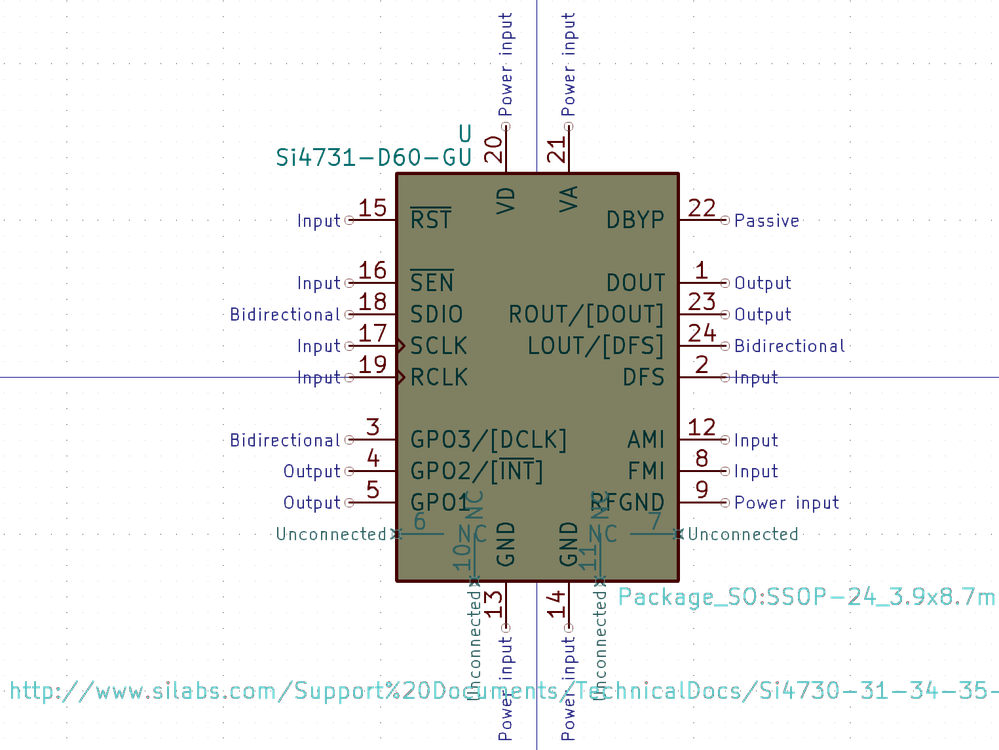 Power input
Power input
U
Si4731-D60-GU
20
21
VD
VA
Input 15 RST
DBYP 22 Passive
Input 16 SEN
DOUT 1 Output
Bidirectional 18 SDIO
ROUT/[DOUT] 23 Output
Input 17 SCLK
LOUT/[DFS] 24 Bidirectional
Input 19 RCLK
DFS 2 Input
Bidirectional 3 GPO3/[DCLK]
AMI 12 Input
Output 4 GPO2/[INT]
FMI 8 Input
Output 5 GPO1
RFGND 9 Power input
NC
NC
Unconnected 6 NC
NC 7 Unconnected
10
GND
GND
11
13
14
Package_SO:SSOP-24_3.9x8.7m
Unconnected
Power input
Power input
Unconnected
http://www.silabs.com/Support%20Documents/TechnicalDocs/Si4730-31-34-35-